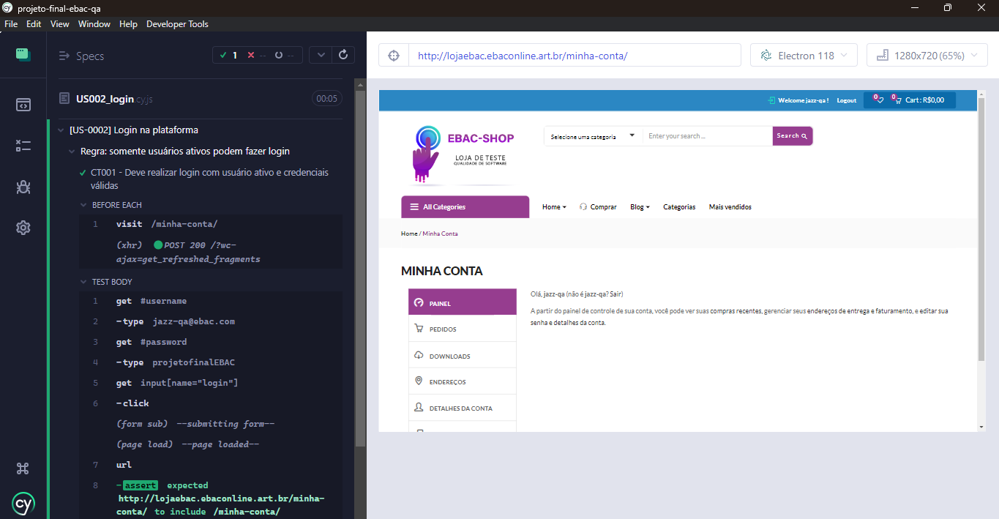 projeto-final-ebac-qa
File Edit View Window Help Developer Tools
Specs
1 -- --
US002_login.cy.js 00:05
[US-0002] Login na plataforma
Regra: somente usuários ativos podem fazer login
CT001 - Deve realizar login com usuário ativo e credenciais
válidas
BEFORE EACH
1 visit /minha-conta/
(xhr) POST 200 /?wc-
ajax=get_refreshed_fragments
TEST BODY
1 get #username
2 -type jazz-qa@ebac.com
3 get #password
4 -type projetofinalEBAC
5 get input[name="login"]
6 -click
(form sub) --submitting form--
(page load) --page loaded--
7 url
8 -assert expected
http://lojaebac.ebaconline.art.br/minha-
conta/ to include /minha-conta/
cy
http://lojaebac.ebaconline.art.br/minha-conta/
Electron 118
1280x720 (65%)
Welcome jazz-qa ! Logout 0 0 Cart : R$0,00
EBAC-SHOP
LOJA DE TESTE
QUALIDADE DE SOFTWARE
Selecione uma categoria Enter your search ... Search
All Categories Home Comprar Blog Categorias Mais vendidos
Home / Minha Conta
MINHA CONTA
PAINEL
PEDIDOS
DOWNLOADS
ENDEREÇOS
DETALHES DA CONTA
Olá, jazz-qa (não é jazz-qa? Sair)
A partir do painel de controle de sua conta, você pode ver suas compras recentes, gerenciar seus endereços de entrega e faturamento, e editar sua
senha e detalhes da conta.